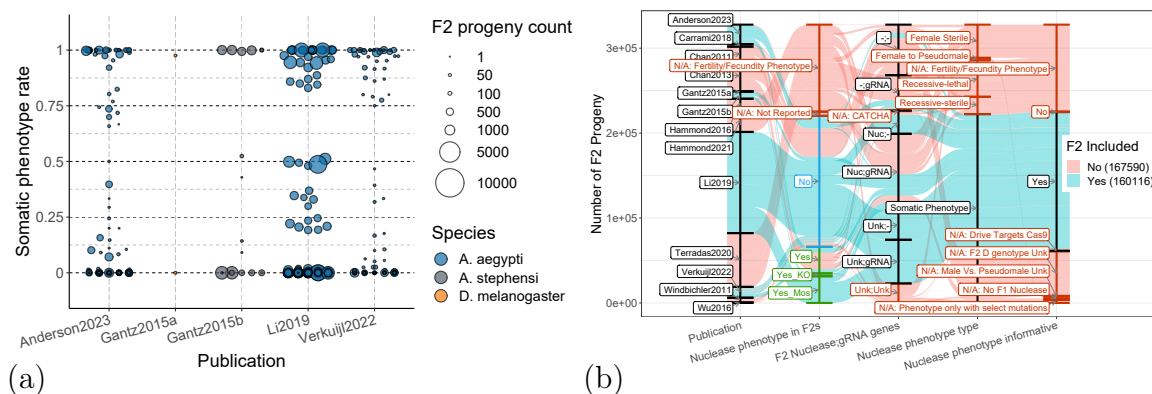 F2 progeny count
1
50
100
500
1000
5000
10000
Species
A. aegypti
A. stephensi
D. melanogaster
Somatic phenotype rate
1
0.75
0.5
0.25
0
Anderson2023
Gantz2015a
Gantz2015b
Li2019
Verkuijl2022
Publication
(a)
(b)
Number of F2 Progeny
3e+05
2e+05
1e+05
0e+00
Anderson2023
Carrami2018
Chan2011
Chan2013
Gantz2015a
Gantz2015b
Hammond2016
Hammond2021
Li2019
Terradas2020
Verkuijl2022
Windbichler2011
Wu2016
N/A: Fertility/Fecundity Phenotype
N/A: Not Reported
No
Yes
Yes_KO
Yes_Mos
-;-
-;gRNA
N/A: CATCHA
Nuc;-
Nuc;gRNA
Unk;-
Unk;gRNA
Unk;Unk
Female Sterile
Female to Pseudomale
N/A: Fertility/Fecundity Phenotype
Recessive-lethal
Recessive-sterile
Somatic Phenotype
No
Yes
N/A: Drive Targets Cas9
N/A: F2 D genotype Unk
N/A: Male Vs. Pseudomale Unk
N/A: No F1 Nuclease
N/A: Phenotype only with select mutations
Publication
Nuclease phenotype in F2s
F2 Nuclease;gRNA genes
Nuclease phenotype type
Nuclease phenotype informative
F2 Included
No (167590)
Yes (160116)